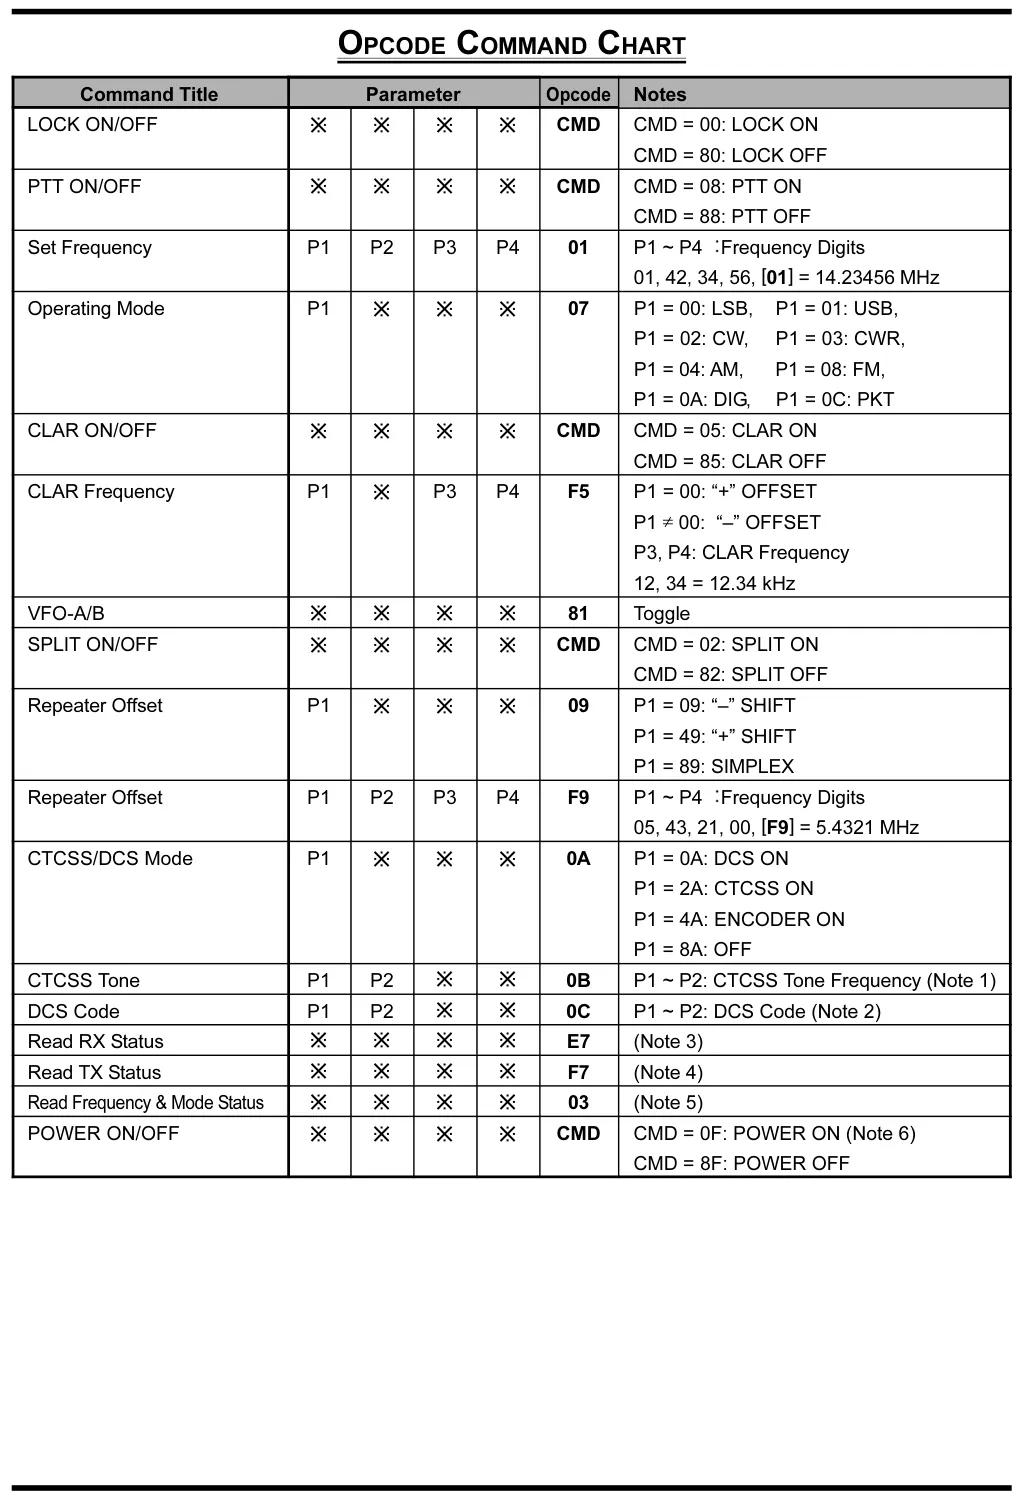 OPCODE COMMAND CHART
Command Title Parameter Opcode Notes
LOCK ON/OFF ※ ※ ※ ※ CMD CMD = 00: LOCK ON
CMD = 80: LOCK OFF
PTT ON/OFF ※ ※ ※ ※ CMD CMD = 08: PTT ON
CMD = 88: PTT OFF
Set Frequency P1 P2 P3 P4 01 P1 ~ P4 :Frequency Digits
01, 42, 34, 56, [01] = 14.23456 MHz
Operating Mode P1 ※ ※ ※ 07 P1 = 00: LSB, P1 = 01: USB,
P1 = 02: CW, P1 = 03: CWR,
P1 = 04: AM, P1 = 08: FM,
P1 = 0A: DIG, P1 = 0C: PKT
CLAR ON/OFF ※ ※ ※ ※ CMD CMD = 05: CLAR ON
CMD = 85: CLAR OFF
CLAR Frequency P1 ※ P3 P4 F5 P1 = 00: “+” OFFSET
P1 ≠ 00: “–” OFFSET
P3, P4: CLAR Frequency
12, 34 = 12.34 kHz
VFO-A/B ※ ※ ※ ※ 81 Toggle
SPLIT ON/OFF ※ ※ ※ ※ CMD CMD = 02: SPLIT ON
CMD = 82: SPLIT OFF
Repeater Offset P1 ※ ※ ※ 09 P1 = 09: “–” SHIFT
P1 = 49: “+” SHIFT
P1 = 89: SIMPLEX
Repeater Offset P1 P2 P3 P4 F9 P1 ~ P4 :Frequency Digits
05, 43, 21, 00, [F9] = 5.4321 MHz
CTCSS/DCS Mode P1 ※ ※ ※ 0A P1 = 0A: DCS ON
P1 = 2A: CTCSS ON
P1 = 4A: ENCODER ON
P1 = 8A: OFF
CTCSS Tone P1 P2 ※ ※ 0B P1 ~ P2: CTCSS Tone Frequency (Note 1)
DCS Code P1 P2 ※ ※ 0C P1 ~ P2: DCS Code (Note 2)
Read RX Status ※ ※ ※ ※ E7 (Note 3)
Read TX Status ※ ※ ※ ※ F7 (Note 4)
Read Frequency & Mode Status ※ ※ ※ ※ 03 (Note 5)
POWER ON/OFF ※ ※ ※ ※ CMD CMD = 0F: POWER ON (Note 6)
CMD = 8F: POWER OFF